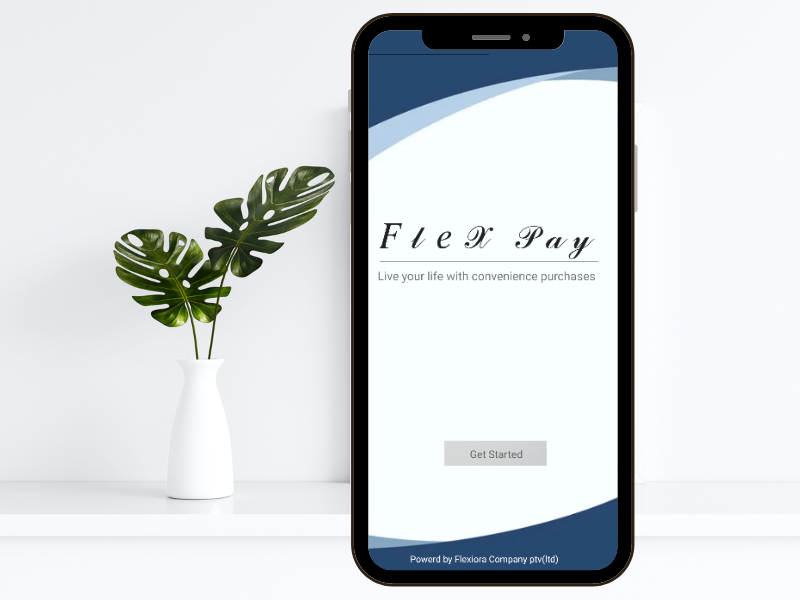 Flex Pay
Live your life with convenience purchases
Get Started
Powerd by Flexiora Company ptv(ltd)